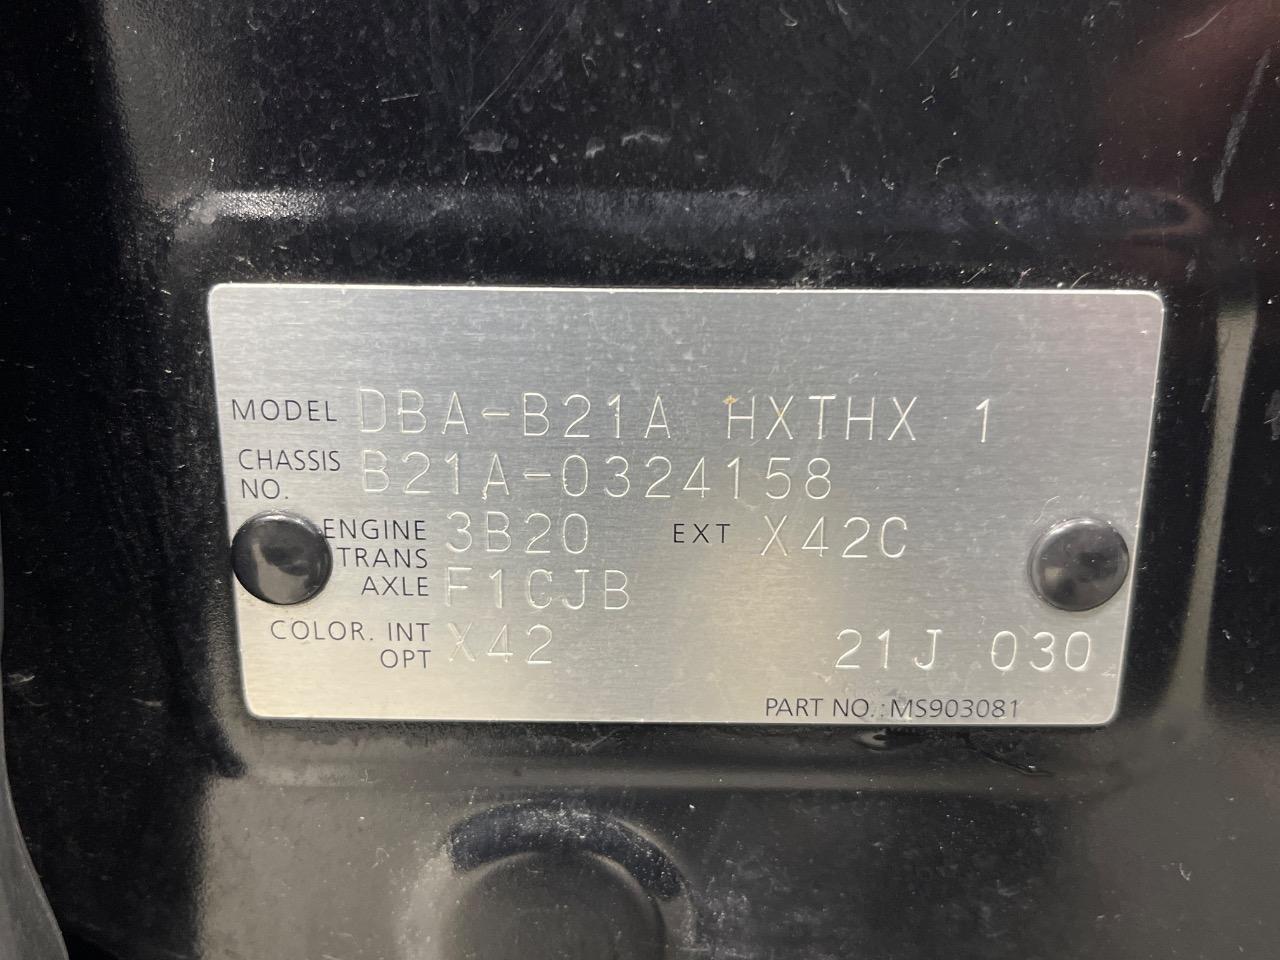 MODEL DBA-B21A HXTHX 1
CHASSIS NO. B21A-0324158
ENGINE 3B20 EXT X42C
TRANS AXLE F1CJB
COLOR. INT OPT X42 21J 030
PART NO.: MS903081